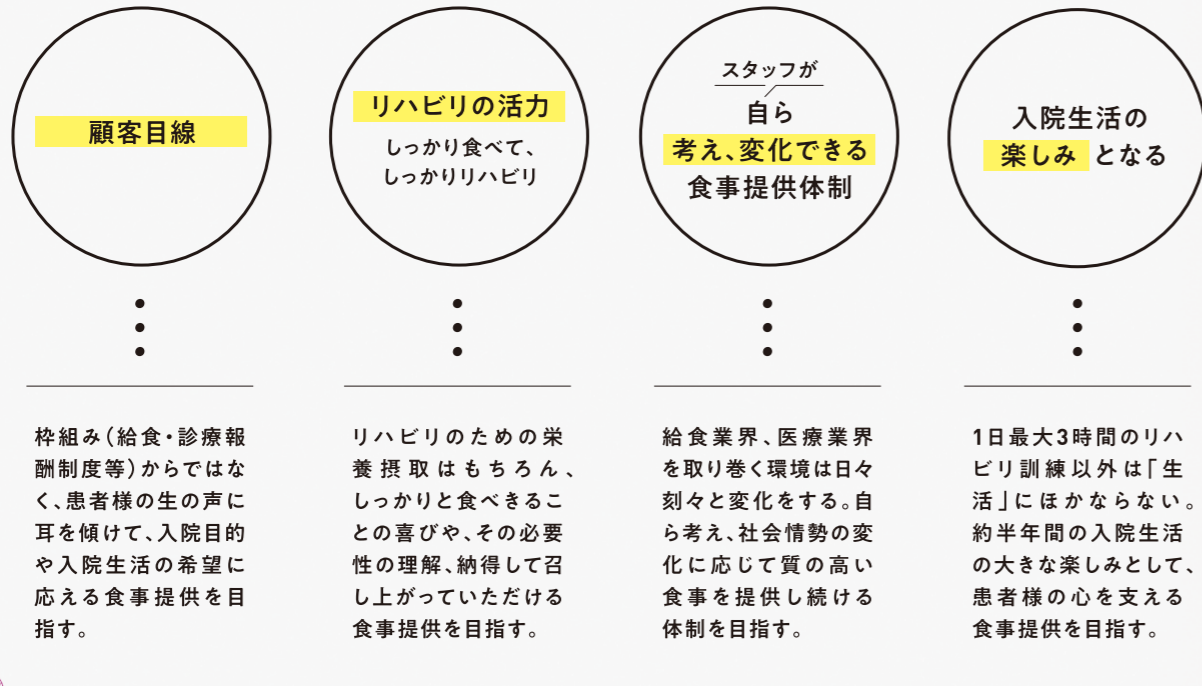 顧客目線
枠組み（給食・診療報
酬制度等）からではな
く、患者様の生の声に
耳を傾けて、入院目的
や入院生活の希望に
応える食事提供を目
指す。
リハビリの活力
しっかり食べて、
しっかりリハビリ
リハビリのための栄
養摂取はもちろん、
しっかりと食べきるこ
との喜びや、その必要
性の理解、納得して召
し上がっていただける
食事提供を目指す。
スタッフが
自ら
考え、変化できる
食事提供体制
給食業界、医療業界
を取り巻く環境は日々
刻々と変化をする。自
ら考え、社会情勢の変
化に応じて質の高い
食事を提供し続ける
体制を目指す。
入院生活の
楽しみ となる
1日最大3時間のリハ
ビリ訓練以外は「生
活」にほかならない。
約半年間の入院生活
の大きな楽しみとして、
患者様の心を支える
食事提供を目指す。